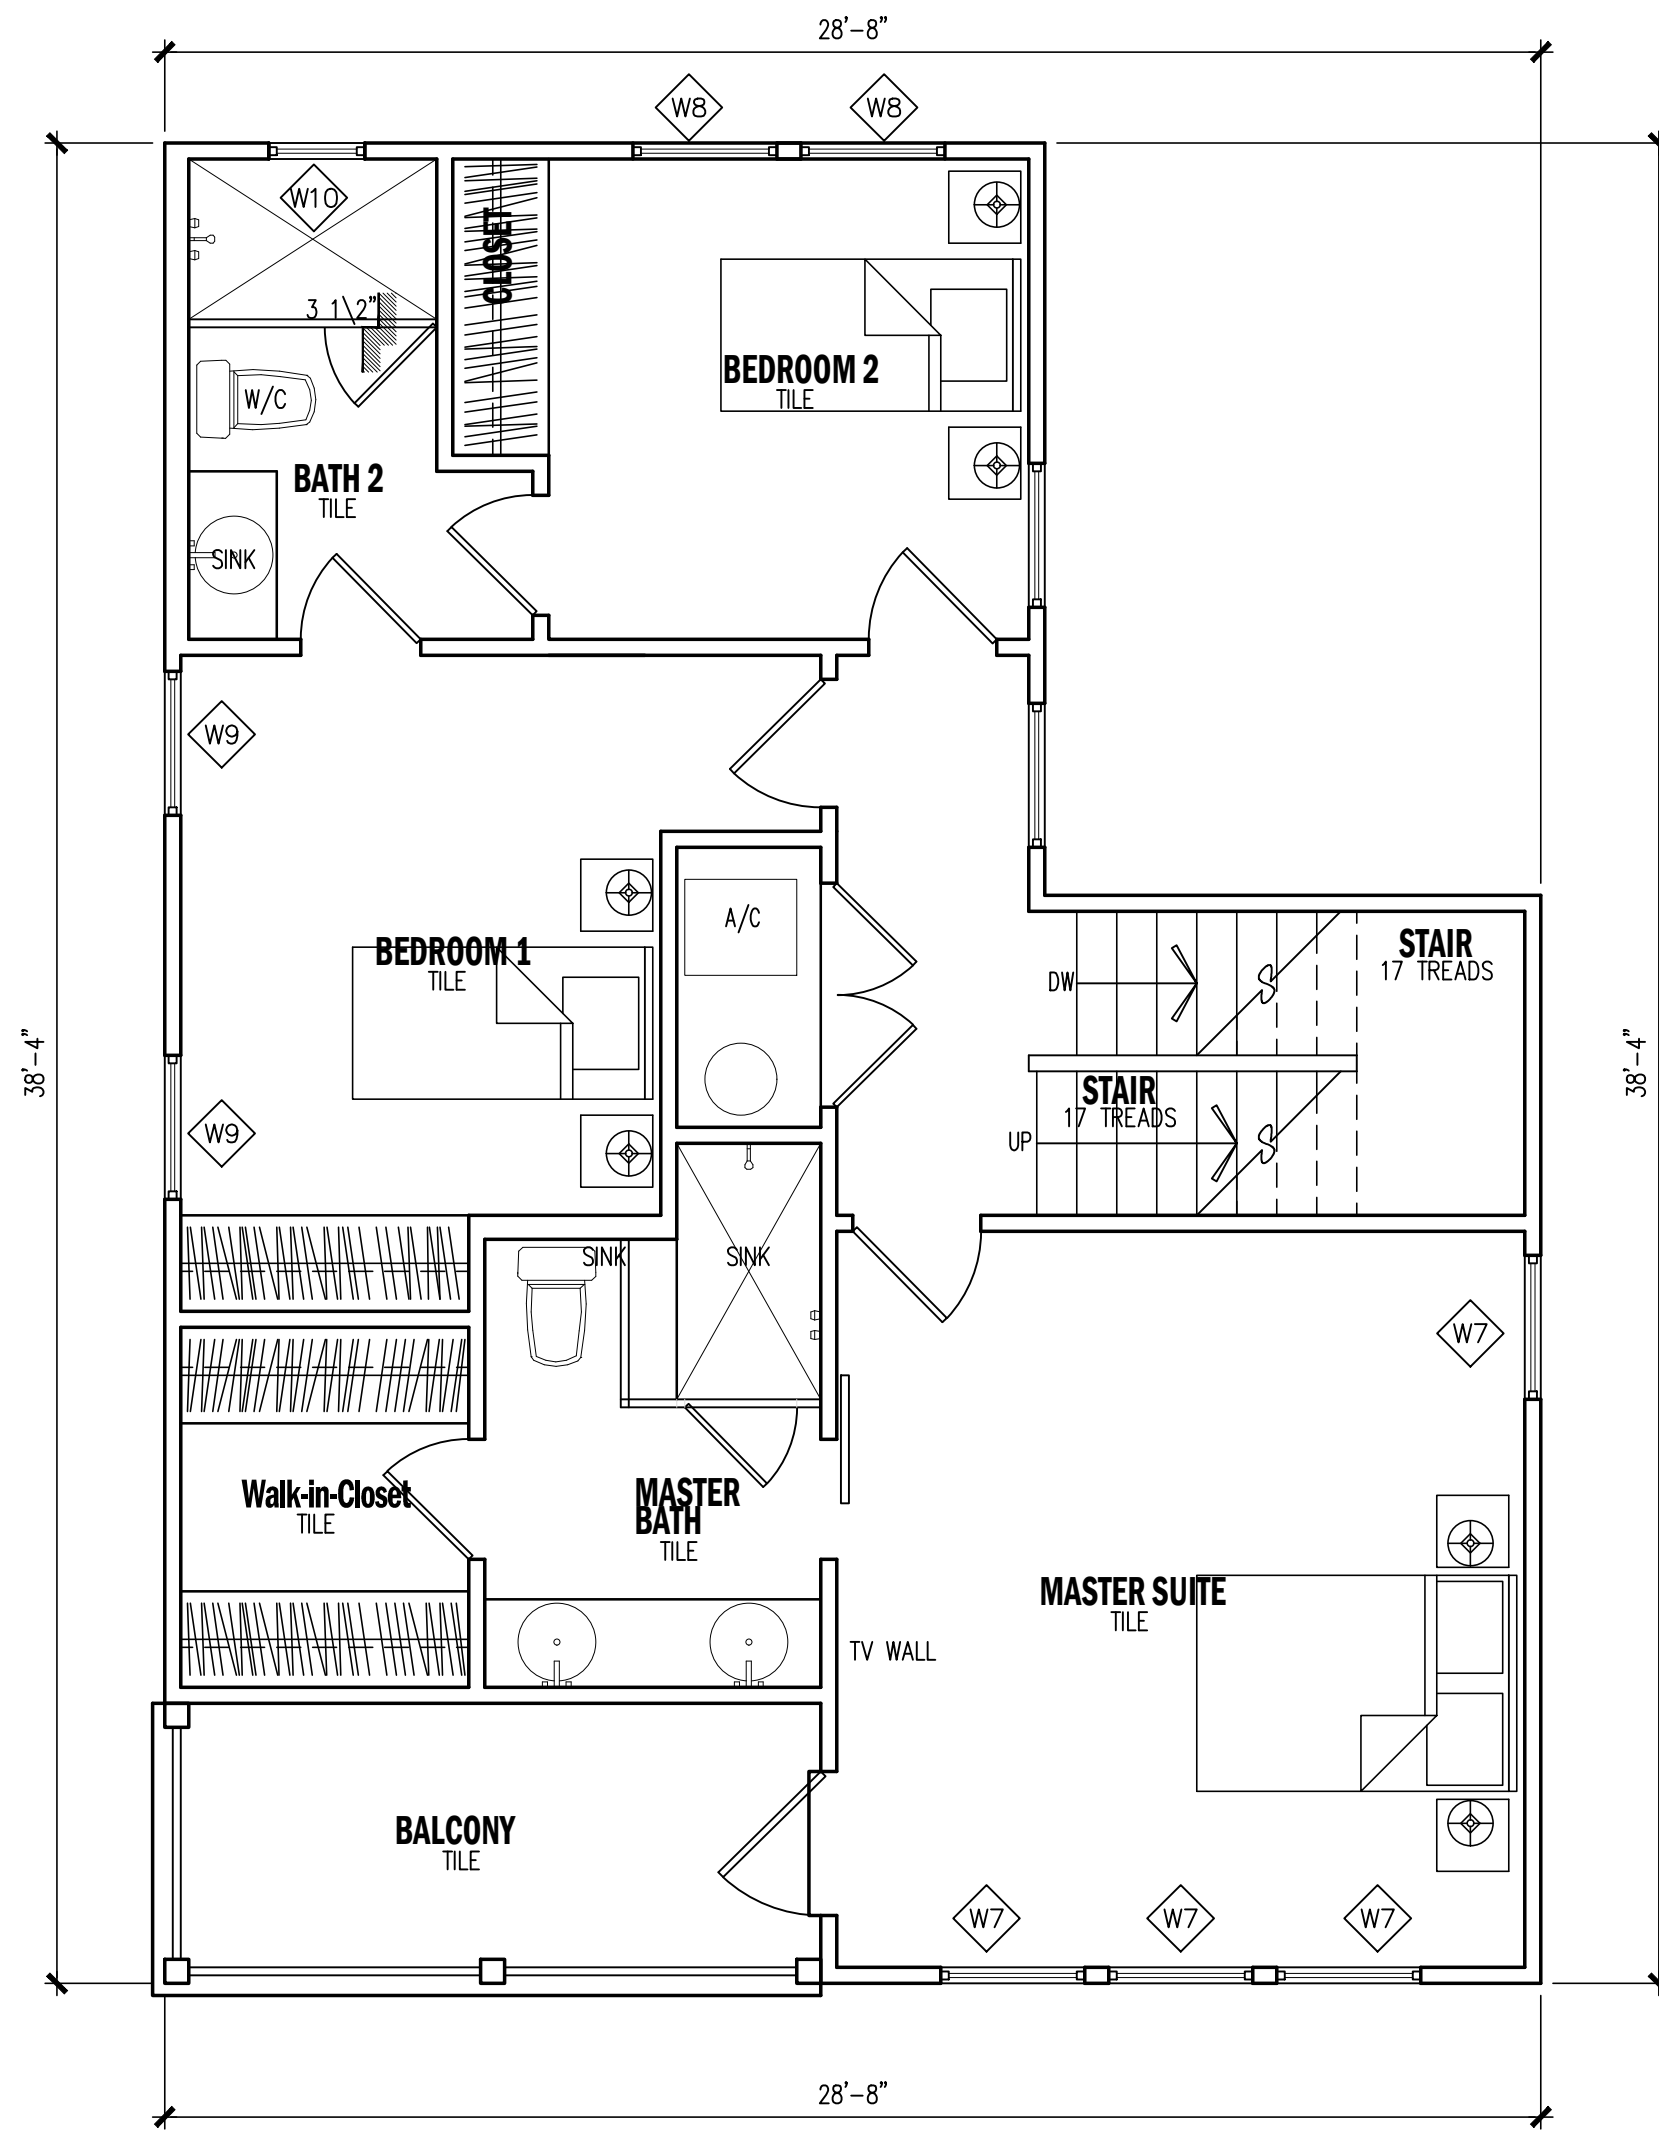 28'-8"
W8
W8
W10
CLOSET
3 1\2"
BEDROOM 2
TILE
W/C
BATH 2
TILE
SINK
W9
A/C
BEDROOM 1
TILE
STAIR
17 TREADS
DW
38'-4"
38'-4"
STAIR
17 TREADS
UP
W9
SINK
SINK
W7
Walk-in-Closet
TILE
MASTER
BATH
TILE
MASTER SUITE
TILE
TV WALL
BALCONY
TILE
W7
W7
W7
28'-8"